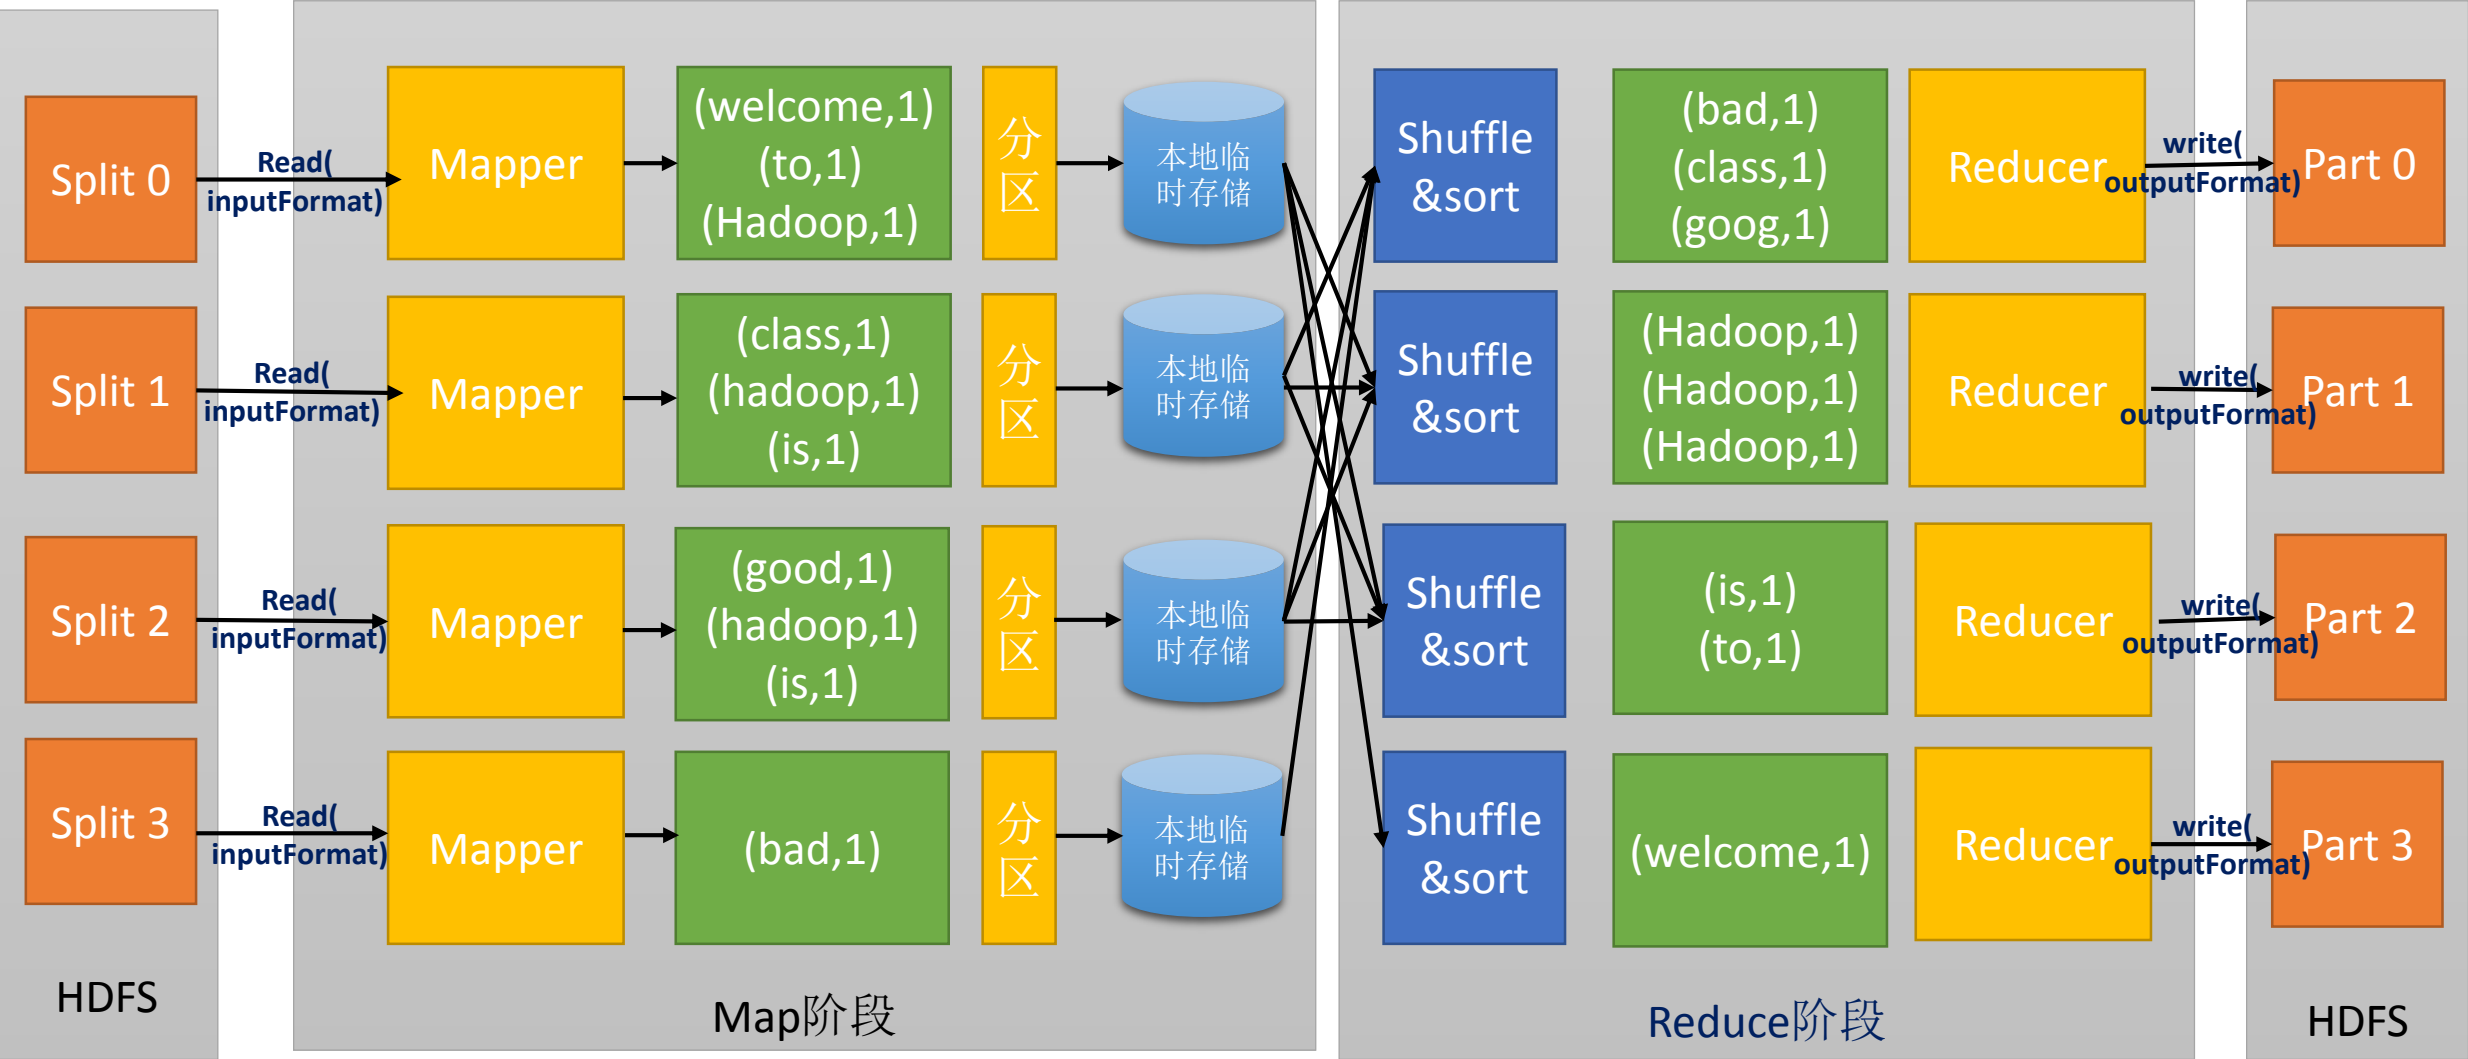 Split 0
Read(
inputFormat)
Mapper
(welcome,1)
(to,1)
(Hadoop,1)
分
区
本地临
时存储
Shuffle
&sort
(bad,1)
(class,1)
(goog,1)
Reducer
write(
outputFormat)
Part 0
Split 1
Read(
inputFormat)
Mapper
(class,1)
(hadoop,1)
(is,1)
分
区
本地临
时存储
Shuffle
&sort
(Hadoop,1)
(Hadoop,1)
(Hadoop,1)
Reducer
write(
outputFormat)
Part 1
Split 2
Read(
inputFormat)
Mapper
(good,1)
(hadoop,1)
(is,1)
分
区
本地临
时存储
Shuffle
&sort
(is,1)
(to,1)
Reducer
write(
outputFormat)
Part 2
Split 3
Read(
inputFormat)
Mapper
(bad,1)
分
区
本地临
时存储
Shuffle
&sort
(welcome,1)
Reducer
write(
outputFormat)
Part 3
HDFS
Map阶段
Reduce阶段
HDFS